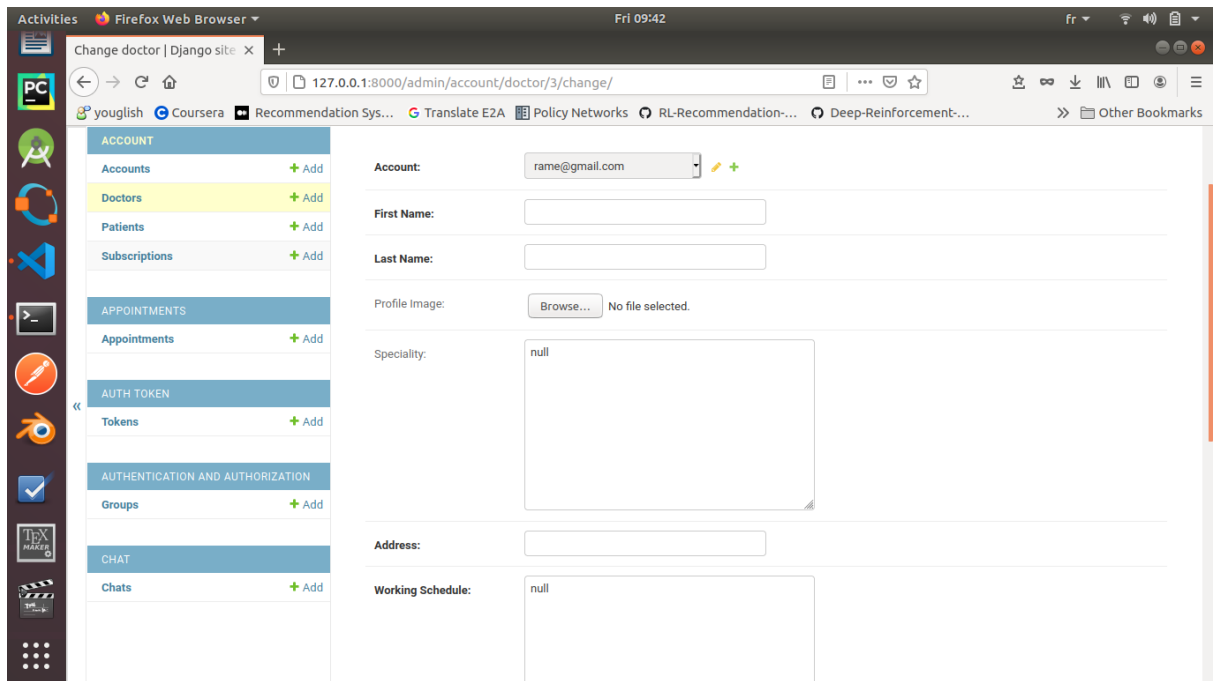 Activities Firefox Web Browser Fri 09:42 fr
Change doctor | Django site
127.0.0.1:8000/admin/account/doctor/3/change/
youglish Coursera Recommendation Sys... Translate E2A Policy Networks RL-Recommendation-... Deep-Reinforcement-... Other Bookmarks
ACCOUNT
Accounts + Add
Doctors + Add
Patients + Add
Subscriptions + Add
APPOINTMENTS
Appointments + Add
AUTH TOKEN
Tokens + Add
AUTHENTICATION AND AUTHORIZATION
Groups + Add
CHAT
Chats + Add
Account: rame@gmail.com
First Name:
Last Name:
Profile Image: Browse... No file selected.
Speciality: null
Address:
Working Schedule: null
PC
TEX
MAKER